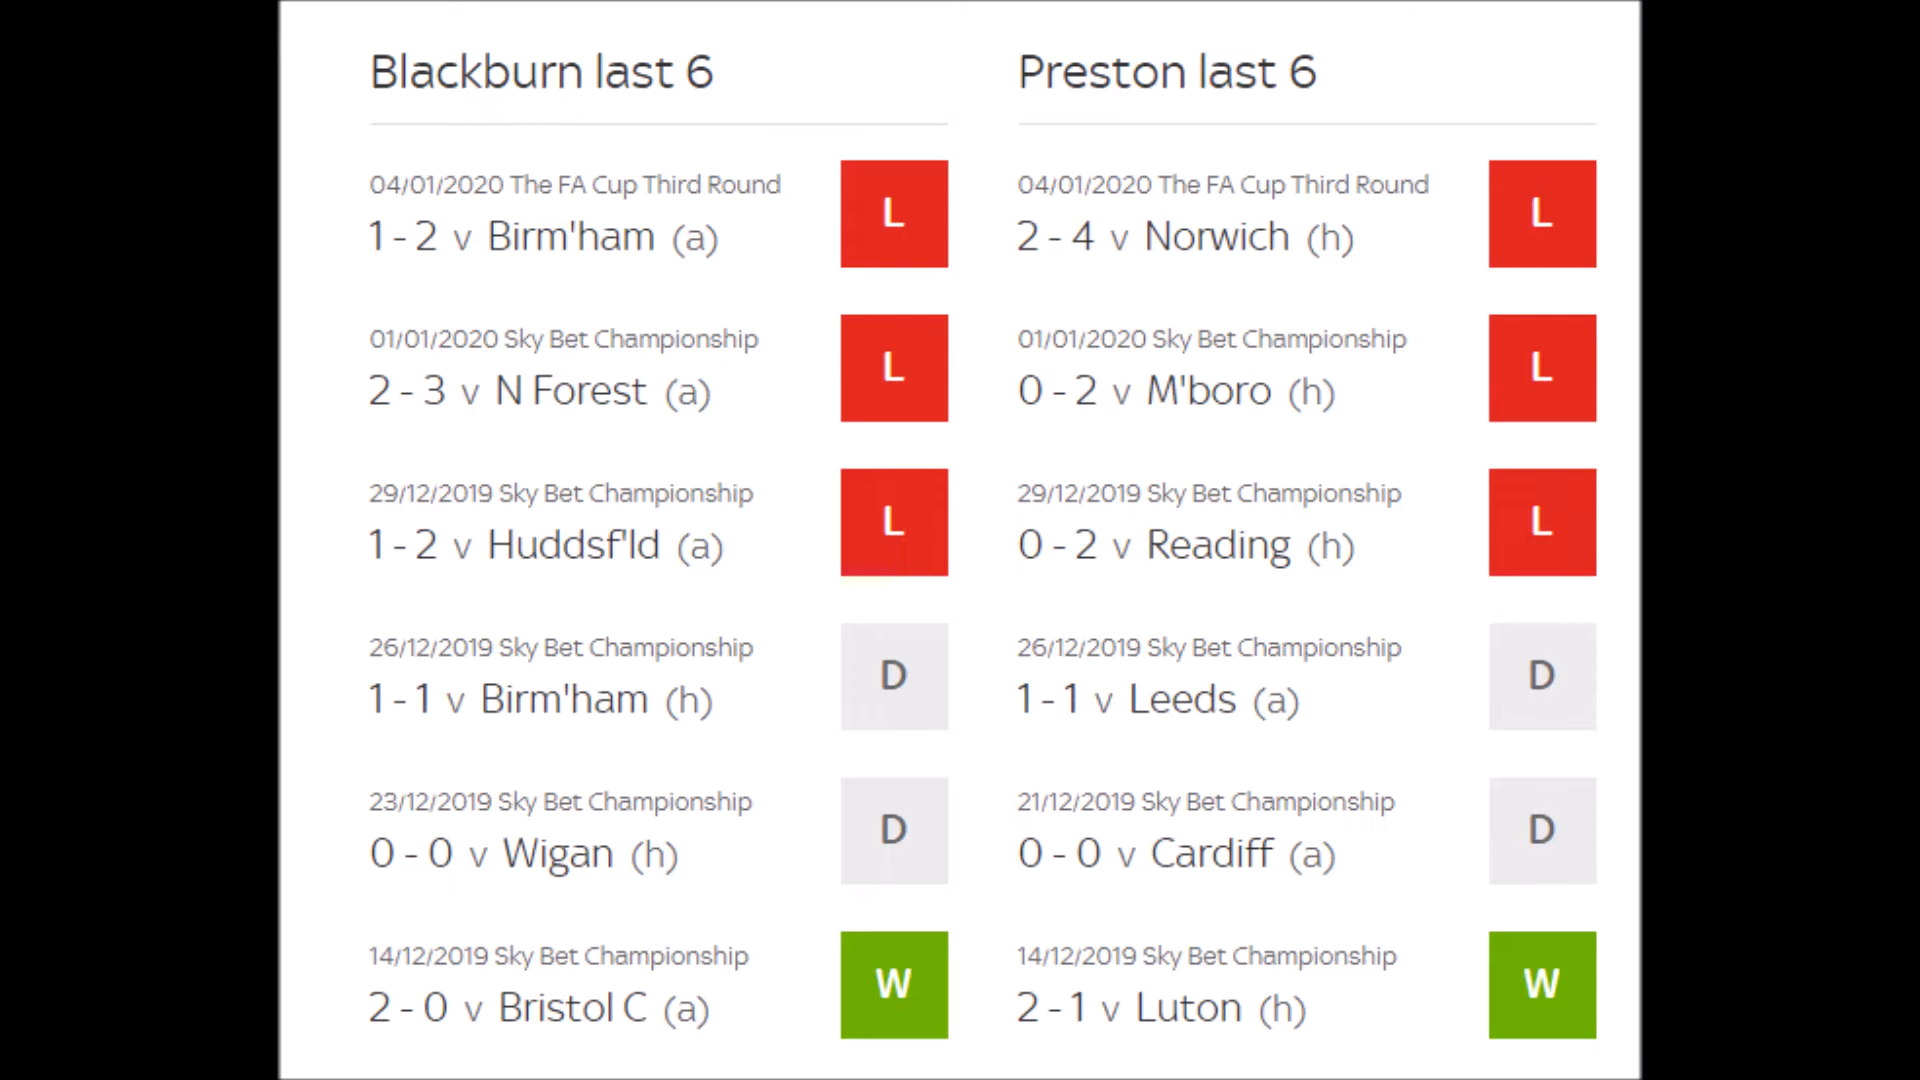 Blackburn last 6
04/01/2020 The FA Cup Third Round
1 - 2 v Birm'ham (a)
L
01/01/2020 Sky Bet Championship
2 - 3 v N Forest (a)
L
29/12/2019 Sky Bet Championship
1 - 2 v Huddsf'ld (a)
L
26/12/2019 Sky Bet Championship
1 - 1 v Birm'ham (h)
D
23/12/2019 Sky Bet Championship
0 - 0 v Wigan (h)
D
14/12/2019 Sky Bet Championship
2 - 0 v Bristol C (a)
W
Preston last 6
04/01/2020 The FA Cup Third Round
2 - 4 v Norwich (h)
L
01/01/2020 Sky Bet Championship
0 - 2 v M'boro (h)
L
29/12/2019 Sky Bet Championship
0 - 2 v Reading (h)
L
26/12/2019 Sky Bet Championship
1 - 1 v Leeds (a)
D
21/12/2019 Sky Bet Championship
0 - 0 v Cardiff (a)
D
14/12/2019 Sky Bet Championship
2 - 1 v Luton (h)
W